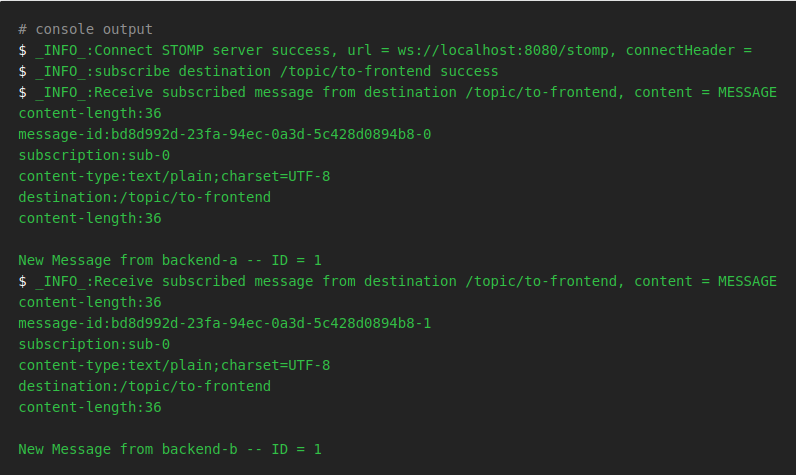 # console output
$ _INFO_:Connect STOMP server success, url = ws://localhost:8080/stomp, connectHeader =
$ _INFO_:subscribe destination /topic/to-frontend success
$ _INFO_:Receive subscribed message from destination /topic/to-frontend, content = MESSAGE
content-length:36
message-id:bd8d992d-23fa-94ec-0a3d-5c428d0894b8-0
subscription:sub-0
content-type:text/plain;charset=UTF-8
destination:/topic/to-frontend
content-length:36

New Message from backend-a -- ID = 1
$ _INFO_:Receive subscribed message from destination /topic/to-frontend, content = MESSAGE
content-length:36
message-id:bd8d992d-23fa-94ec-0a3d-5c428d0894b8-1
subscription:sub-0
content-type:text/plain;charset=UTF-8
destination:/topic/to-frontend
content-length:36

New Message from backend-b -- ID = 1